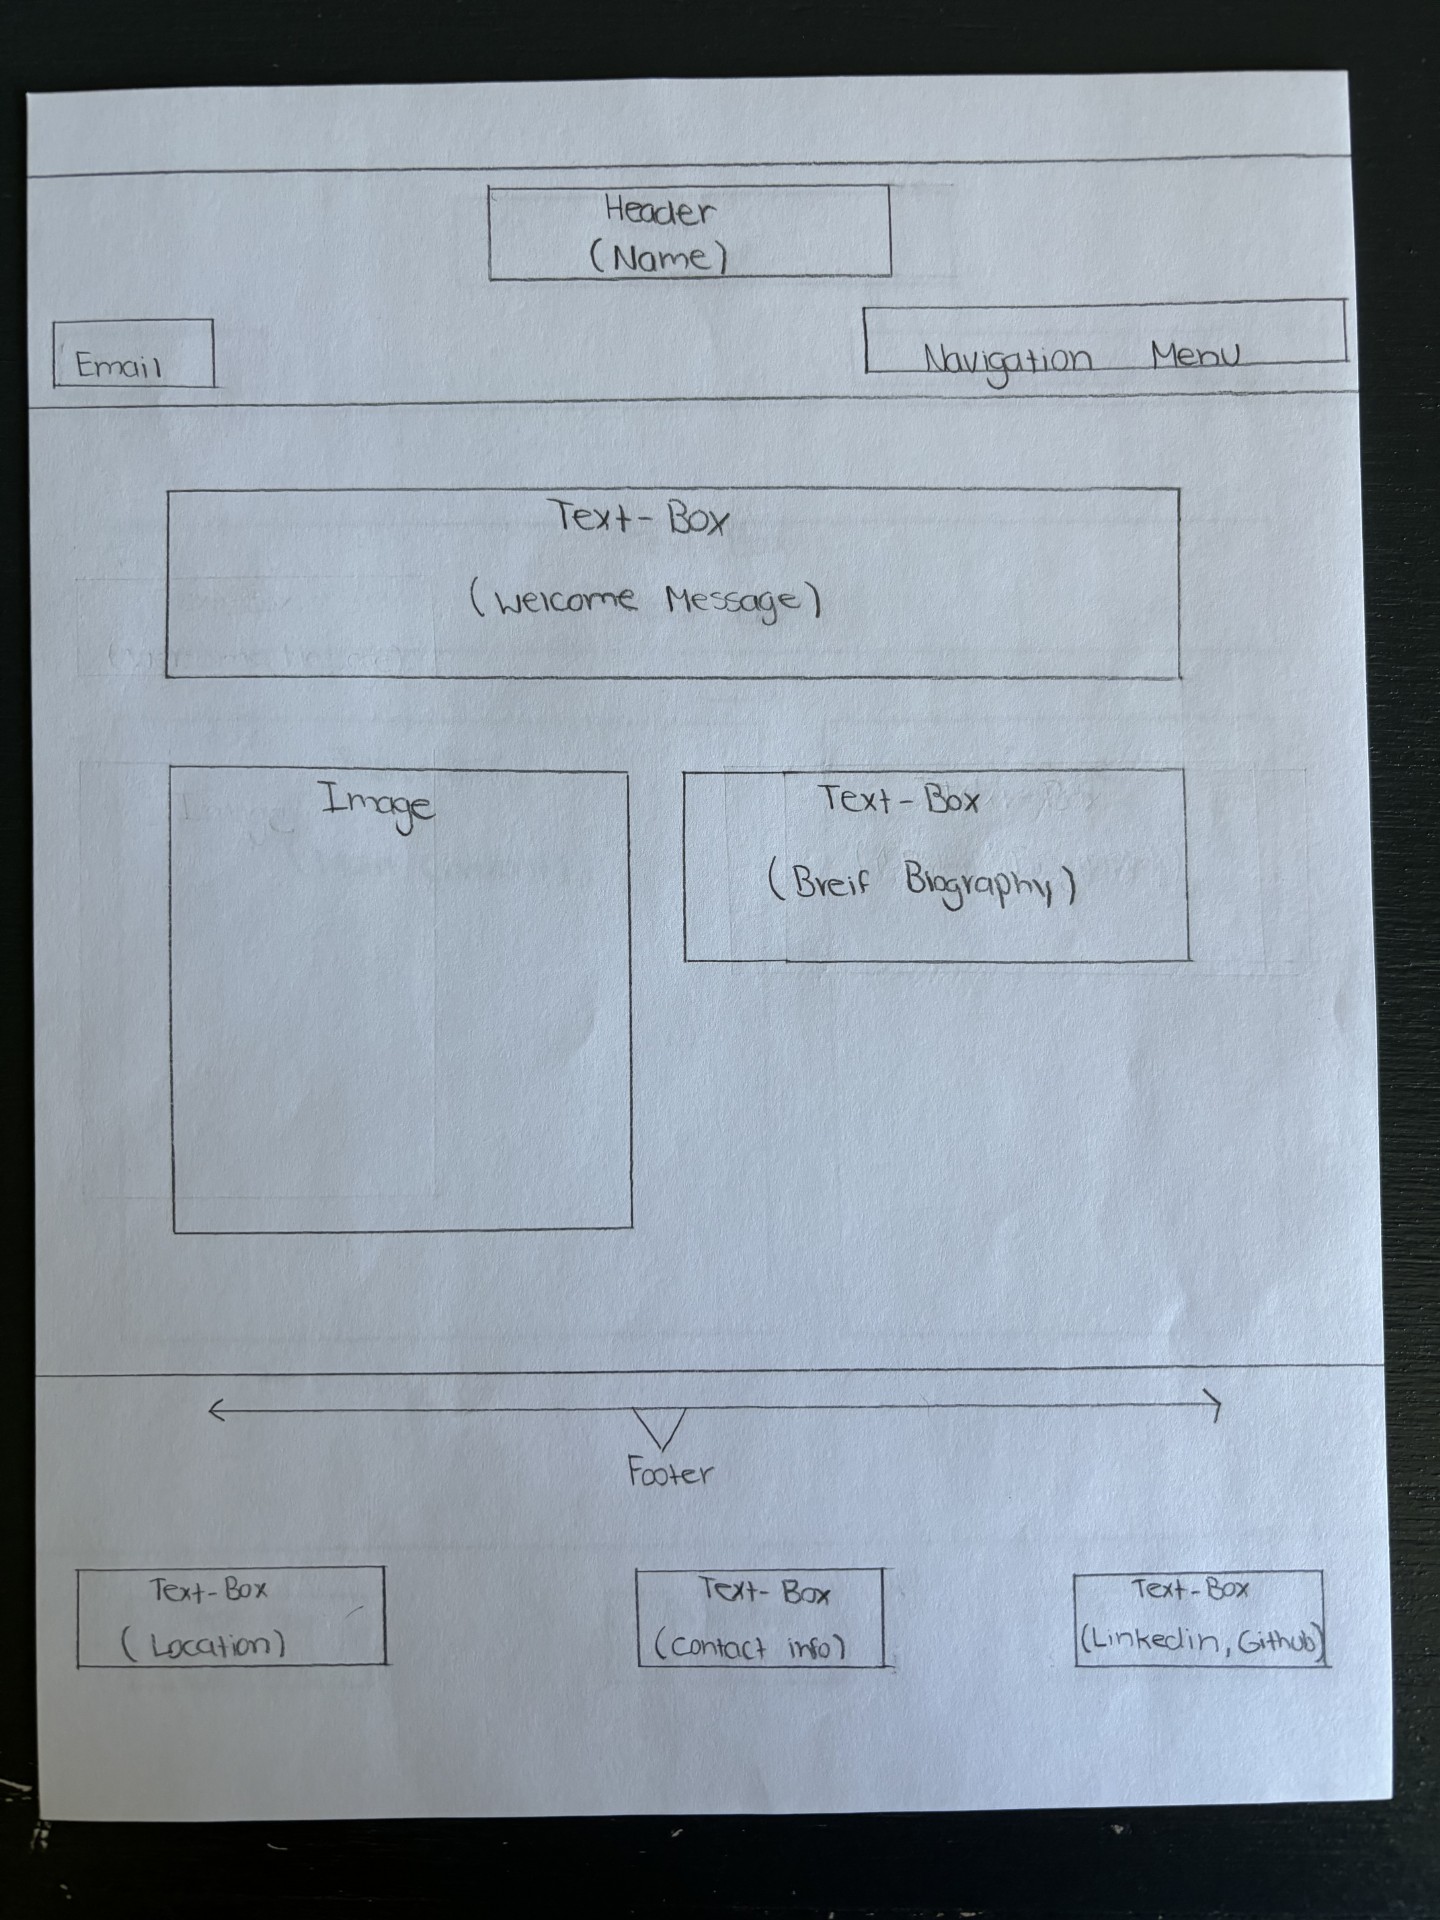 Header
(Name)
Email
Navigation Menu
Text-Box
(Welcome Message)
Image
Text-Box
(Breif Biography)
Footer
Text-Box
(Location)
Text-Box
(contact info)
Text-Box
(Linkedin, Github)